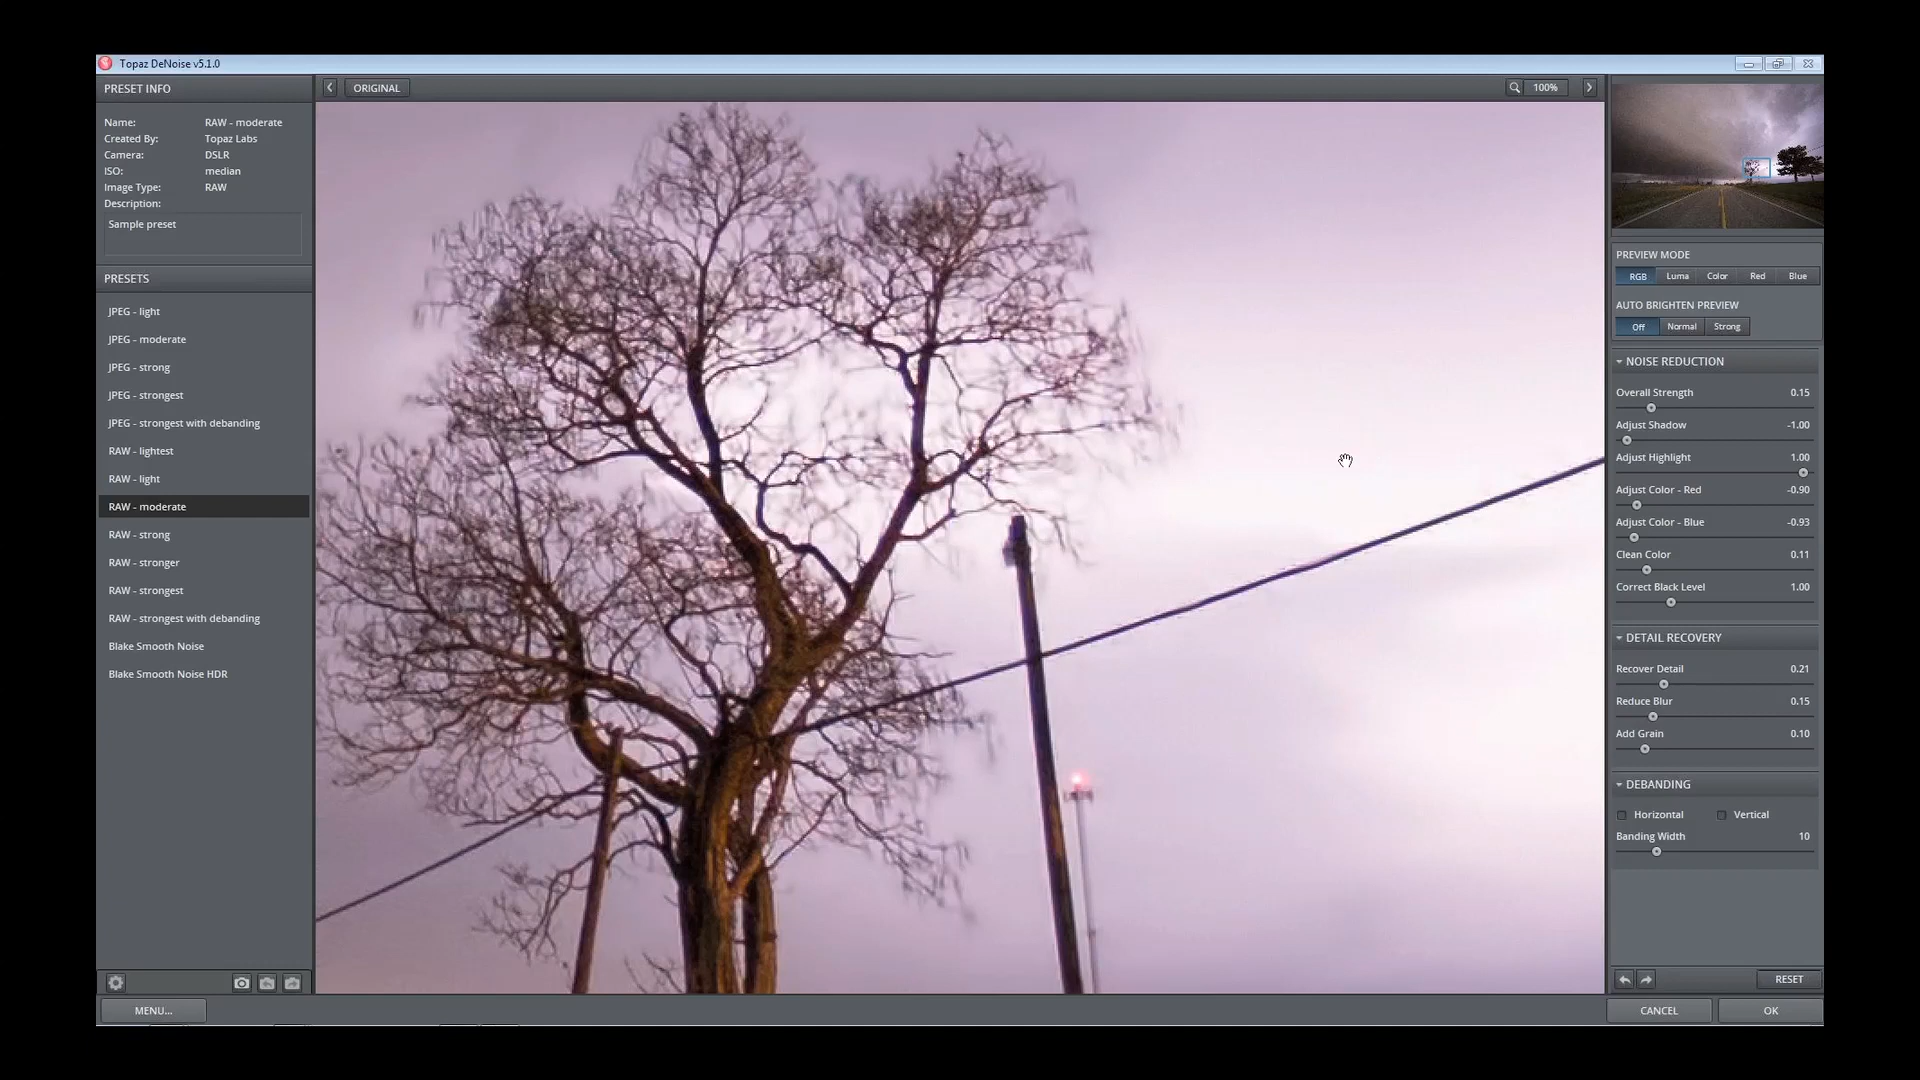 Topaz DeNoise v5.1.0
PRESET INFO
Name: RAW - moderate
Created By: Topaz Labs
Camera: DSLR
ISO: median
Image Type: RAW
Description:
Sample preset
PRESETS
JPEG - light
JPEG - moderate
JPEG - strong
JPEG - strongest
JPEG - strongest with debanding
RAW - lightest
RAW - light
RAW - moderate
RAW - strong
RAW - stronger
RAW - strongest
RAW - strongest with debanding
Blake Smooth Noise
Blake Smooth Noise HDR
MENU...
ORIGINAL
100%
PREVIEW MODE
RGB Luma Color Red Blue
AUTO BRIGHTEN PREVIEW
Off Normal Strong
NOISE REDUCTION
Overall Strength 0.15
Adjust Shadow -1.00
Adjust Highlight 1.00
Adjust Color - Red -0.90
Adjust Color - Blue -0.93
Clean Color 0.11
Correct Black Level 1.00
DETAIL RECOVERY
Recover Detail 0.21
Reduce Blur 0.15
Add Grain 0.10
DEBANDING
Horizontal Vertical
Banding Width 10
RESET
CANCEL OK